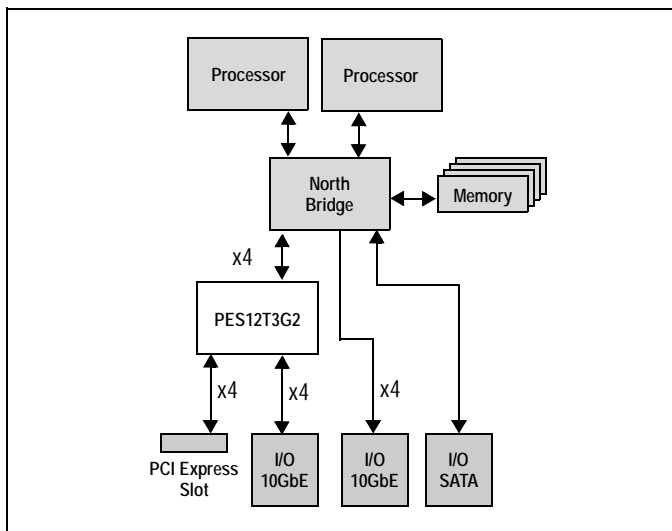 Processor
Processor
North
Bridge
Memory
x4
PES12T3G2
x4
x4
x4
PCI Express
Slot
I/O
10GbE
I/O
10GbE
I/O
SATA